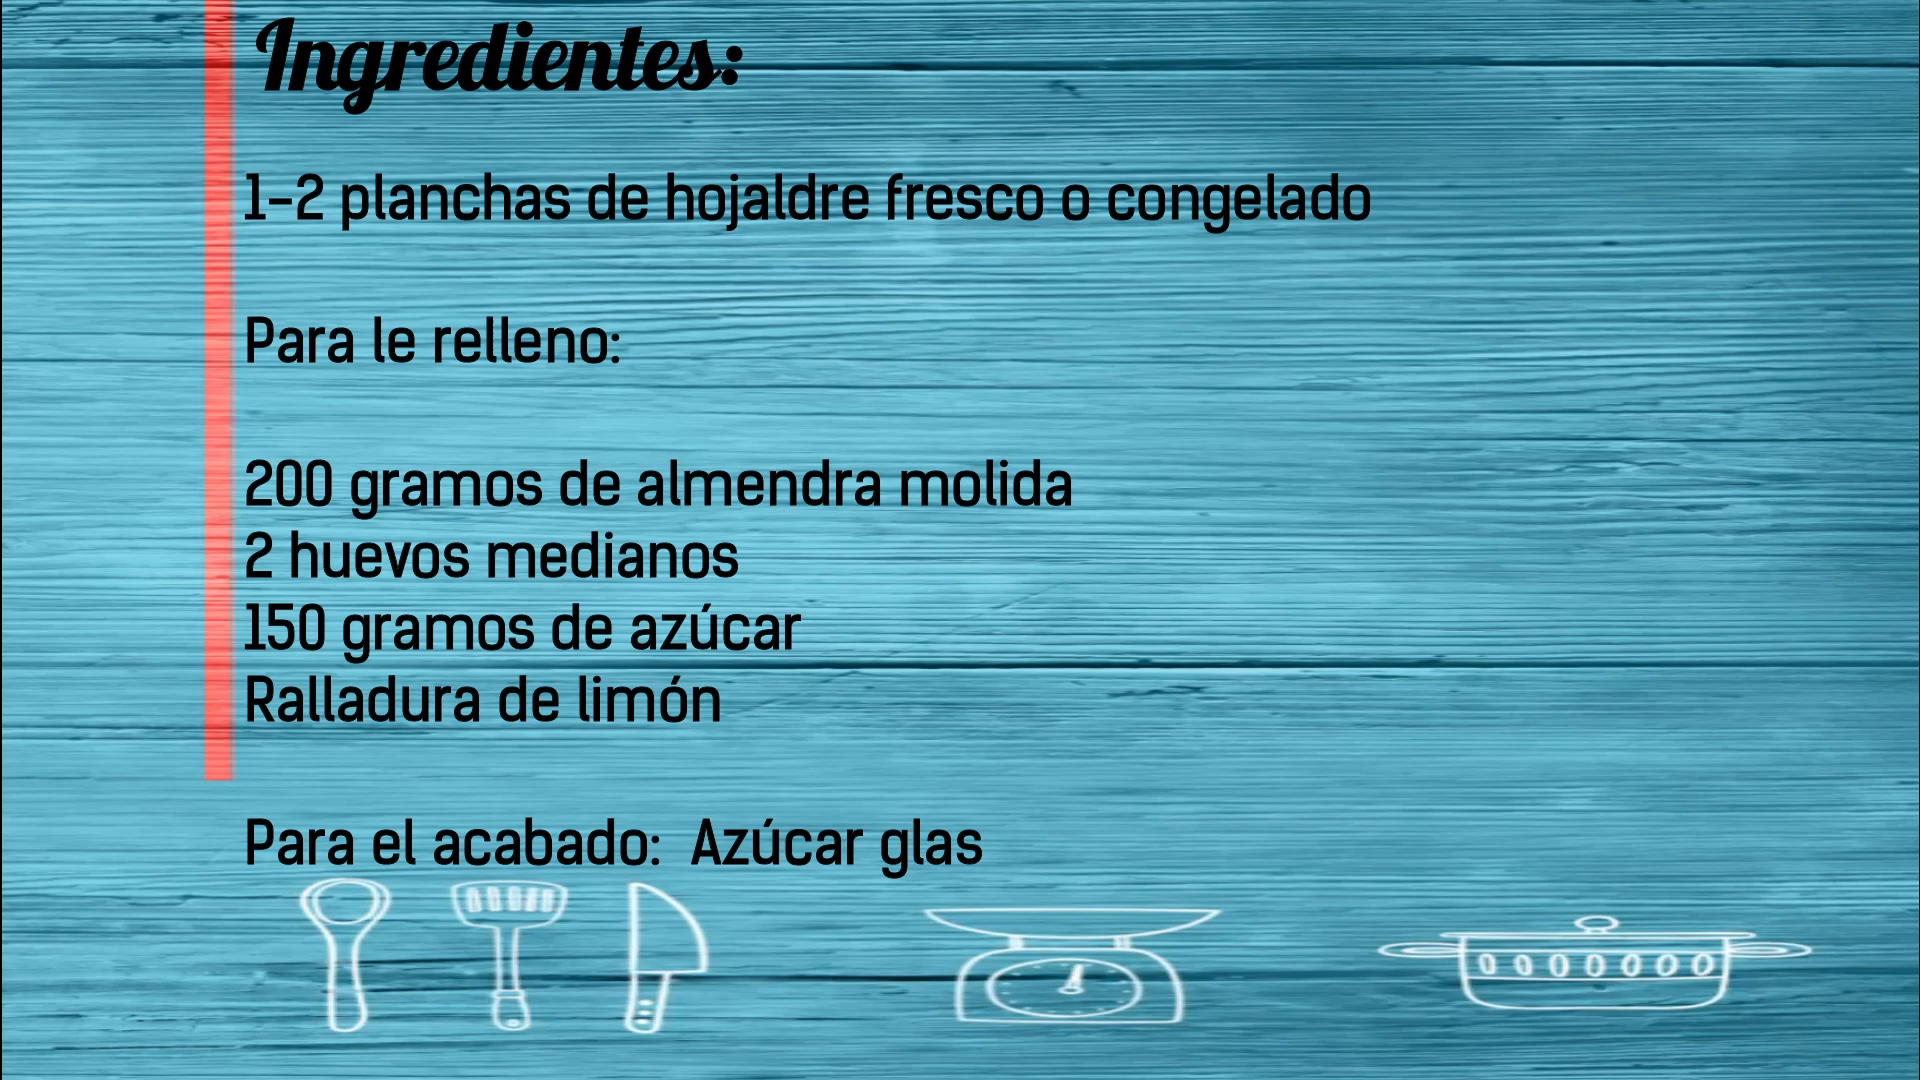 Ingredientes:
1-2 planchas de hojaldre fresco o congelado
Para le relleno:
200 gramos de almendra molida
2 huevos medianos
150 gramos de azúcar
Ralladura de limón
Para el acabado: Azúcar glas